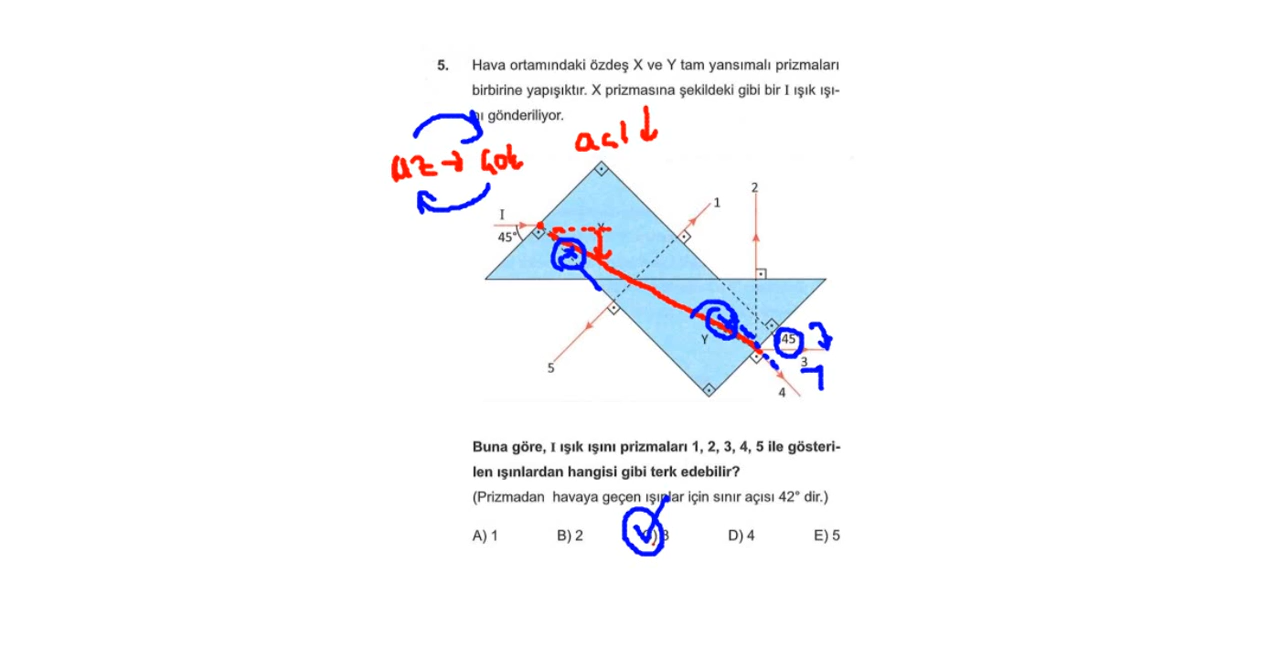 5. Hava ortamındaki özdeş X ve Y tam yansımalı prizmaları
birbirine yapışıktır. X prizmasına şekildeki gibi bir I ışık ışı-
nı gönderiliyor.
açı ↓
az → çok
2
1
I
X
45°
45
Y
3
5
4
Buna göre, I ışık ışını prizmaları 1, 2, 3, 4, 5 ile gösteri-
len ışınlardan hangisi gibi terk edebilir?
(Prizmadan havaya geçen ışınlar için sınır açısı 42° dir.)
A) 1 B) 2 C) 3 D) 4 E) 5